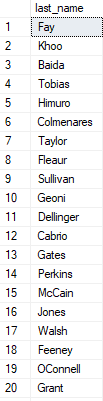 last_name
1 Fay
2 Khoo
3 Baida
4 Tobias
5 Himuro
6 Colmenares
7 Taylor
8 Fleaur
9 Sullivan
10 Geoni
11 Dellinger
12 Cabrio
13 Gates
14 Perkins
15 McCain
16 Jones
17 Walsh
18 Feeney
19 OConnell
20 Grant